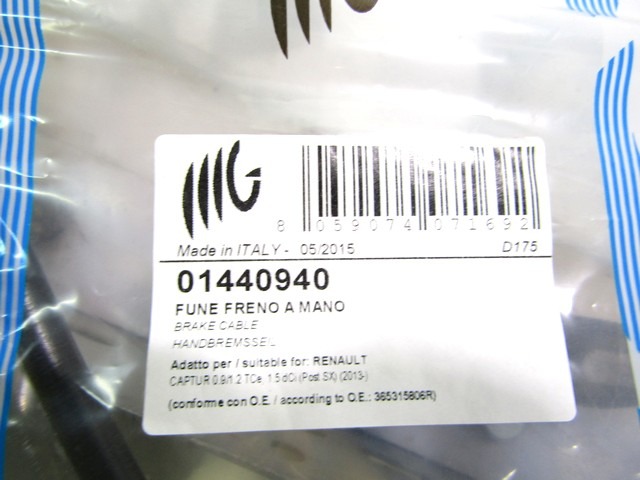 MG
8 059074 071692
Made in ITALY - 05/2015 D175
01440940
FUNE FRENO A MANO
BRAKE CABLE
HANDBREMSSEIL
Adatto per / suitable for: RENAULT
CAPTUR 0.9/1.2 TCe 1.5 dCi (Post SX) (2013-)
(conforme con O.E. / according to O.E.: 365315806R)